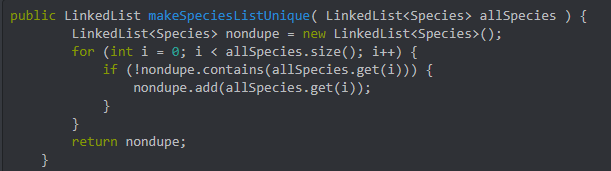 public LinkedList makeSpeciesListUnique( LinkedList<Species> allSpecies ) {
        LinkedList<Species> nondupe = new LinkedList<Species>();
        for (int i = 0; i < allSpecies.size(); i++) {
            if (!nondupe.contains(allSpecies.get(i))) {
                nondupe.add(allSpecies.get(i));
            }
        }
        return nondupe;
    }